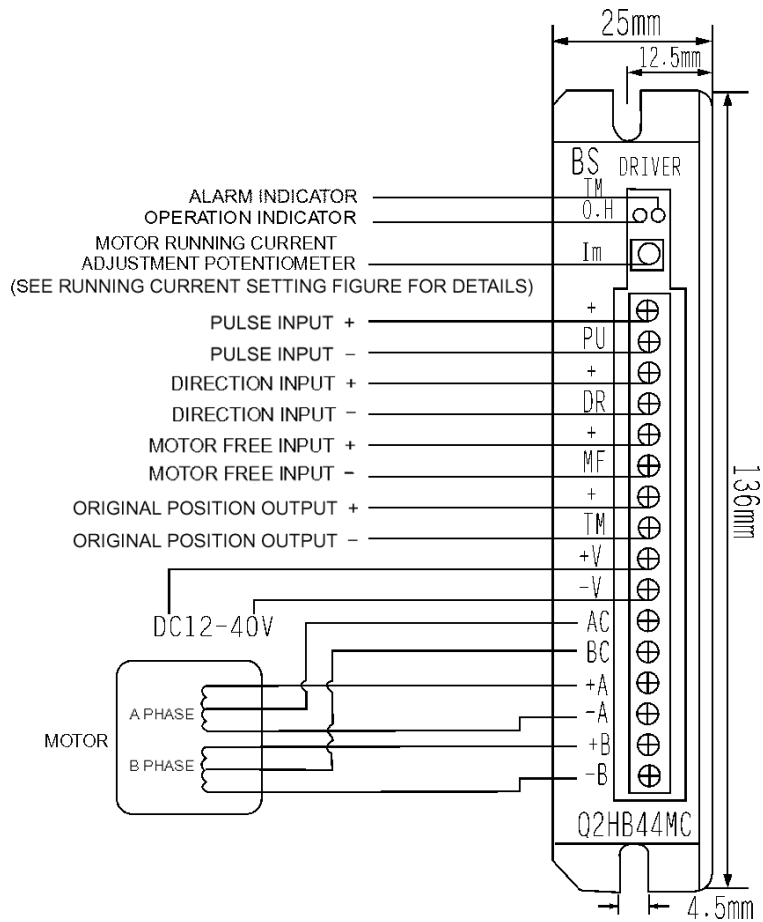 25mm
12.5mm
BS DRIVER
TM
ALARM INDICATOR
OPERATION INDICATOR
O.H
MOTOR RUNNING CURRENT
ADJUSTMENT POTENTIOMETER
Im
(SEE RUNNING CURRENT SETTING FIGURE FOR DETAILS)
PULSE INPUT +
+
PULSE INPUT −
PU
DIRECTION INPUT +
+
DIRECTION INPUT −
DR
MOTOR FREE INPUT +
+
MOTOR FREE INPUT −
MF
ORIGINAL POSITION OUTPUT +
+
ORIGINAL POSITION OUTPUT −
TM
136mm
+V
-V
DC12-40V
AC
BC
+A
A PHASE
-A
MOTOR
+B
B PHASE
-B
Q2HB44MC
4.5mm